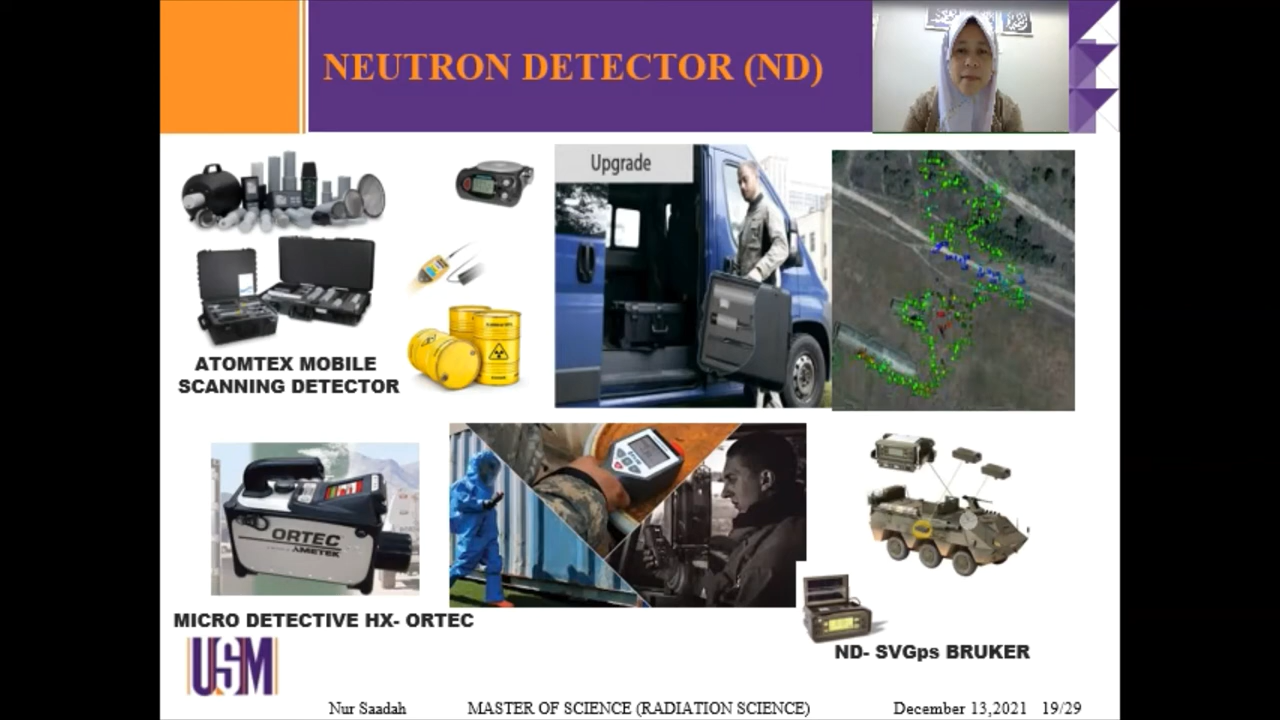 NEUTRON DETECTOR (ND)
Upgrade
ATOMTEX MOBILE
SCANNING DETECTOR
ORTEC
AMETEK
MICRO DETECTIVE HX- ORTEC
ND- SVGps BRUKER
USM
Nur Saadah
MASTER OF SCIENCE (RADIATION SCIENCE)
December 13,2021
19/29